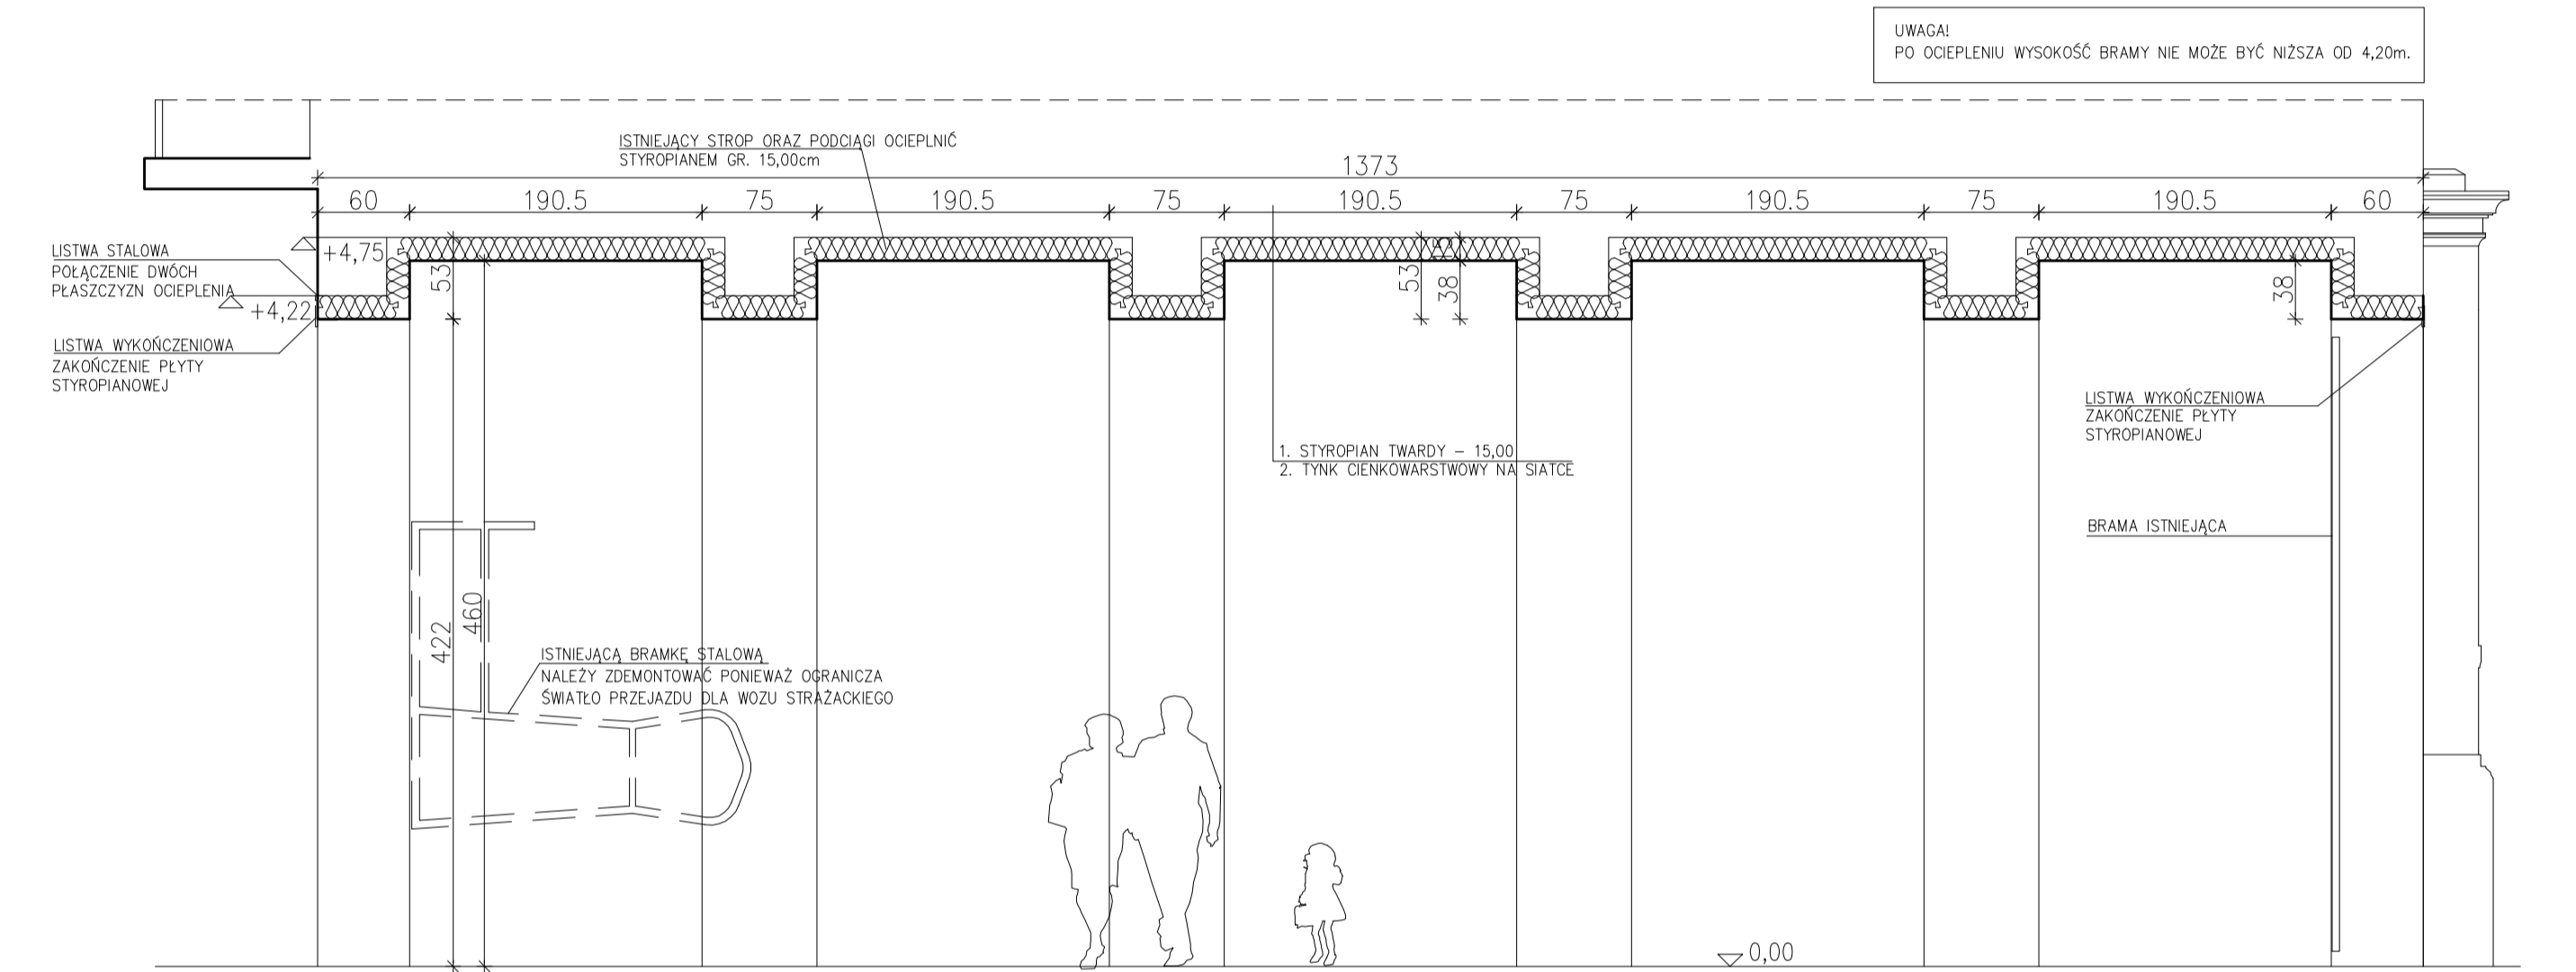 UWAGA!
PO OCIEPLENIU WYSOKOŚĆ BRAMY NIE MOŻE BYĆ NIŻSZA OD 4,20m.
ISTNIEJĄCY STROP ORAZ PODCIĄGI OCIEPLNIĆ
STYROPIANEM GR. 15,00cm
1373
60 190.5 75 190.5 75 190.5 75 190.5 75 190.5 60
LISTWA STALOWA
POŁĄCZENIE DWÓCH
PŁASZCZYZN OCIEPLENIA
+4,75
+4,22
53
53
15
38
38
LISTWA WYKOŃCZENIOWA
ZAKOŃCZENIE PŁYTY
STYROPIANOWEJ
LISTWA WYKOŃCZENIOWA
ZAKOŃCZENIE PŁYTY
STYROPIANOWEJ
1. STYROPIAN TWARDY – 15,00
2. TYNK CIENKOWARSTWOWY NA SIATCE
BRAMA ISTNIEJĄCA
422
460
ISTNIEJĄCĄ BRAMKĘ STALOWĄ
NALEŻY ZDEMONTOWAĆ PONIEWAŻ OGRANICZA
ŚWIATŁO PRZEJAZDU DLA WOZU STRAŻACKIEGO
0,00